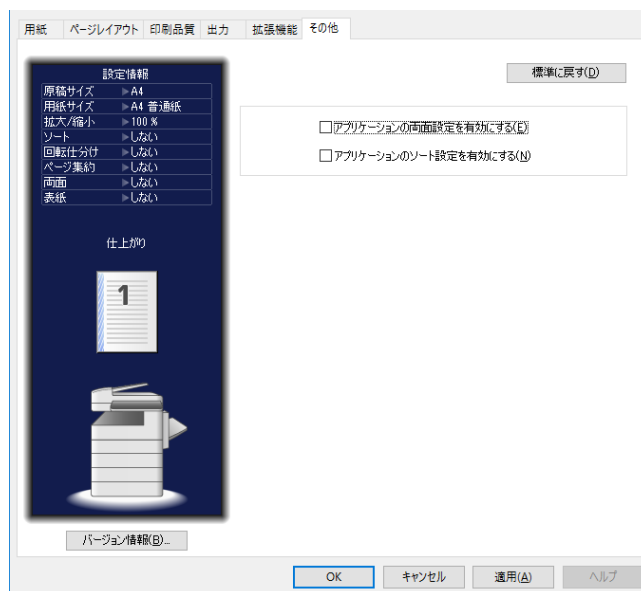 用紙 ページレイアウト 印刷品質 出力 拡張機能 その他
設定情報
原稿サイズ ▶A4
用紙サイズ ▶A4 普通紙
拡大/縮小 ▶100 %
ソート ▶しない
回転仕分け ▶しない
ページ集約 ▶しない
両面 ▶しない
表紙 ▶しない
仕上がり
1
バージョン情報(B)...
標準に戻す(D)
アプリケーションの両面設定を有効にする(E)
アプリケーションのソート設定を有効にする(N)
OK キャンセル 適用(A) ヘルプ